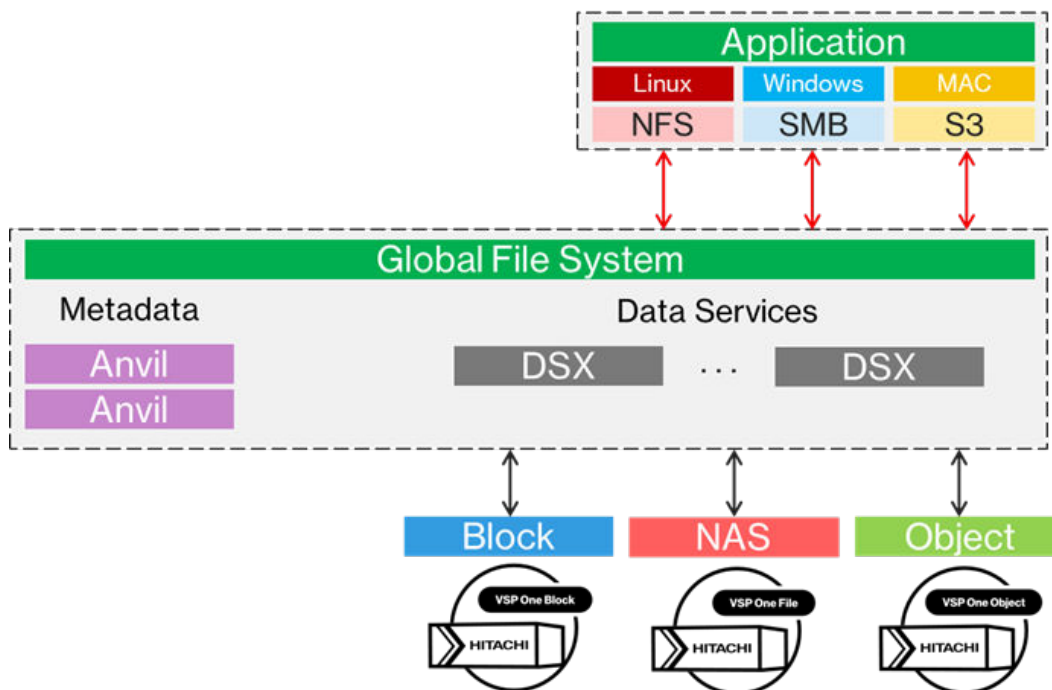 Application
Linux Windows MAC
NFS SMB S3
Global File System
Metadata Data Services
Anvil DSX ... DSX
Anvil
Block NAS Object
VSP One Block VSP One File VSP One Object
HITACHI HITACHI HITACHI